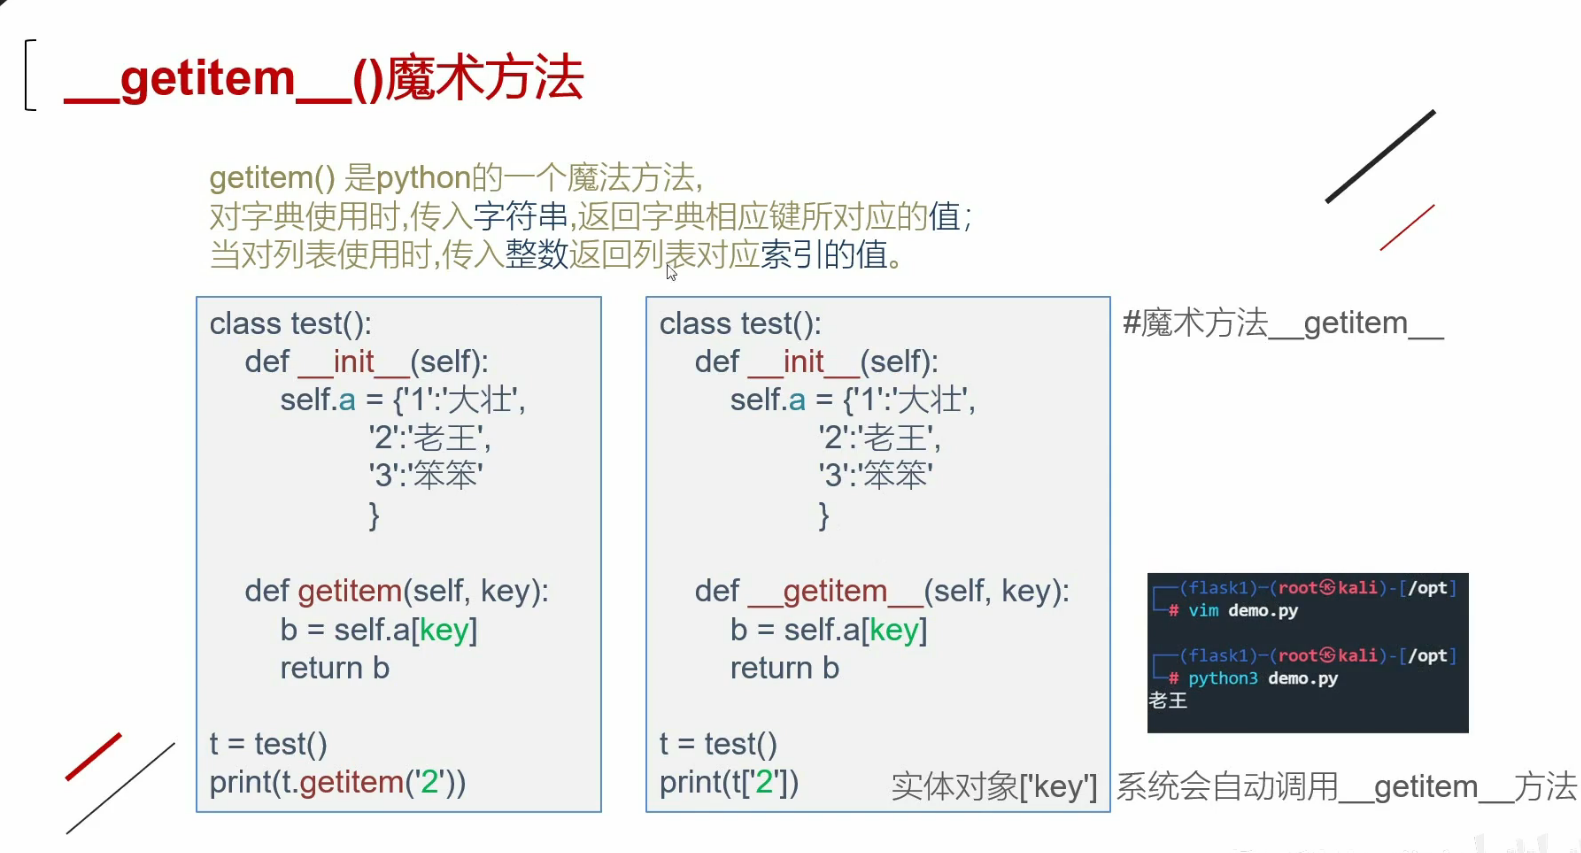 __getitem__()魔术方法
getitem() 是python的一个魔法方法,
对字典使用时,传入字符串,返回字典相应键所对应的值；
当对列表使用时,传入整数返回列表对应索引的值。
class test():
def __init__(self):
self.a = {'1':'大壮',
'2':'老王',
'3':'笨笨'
}
def getitem(self, key):
b = self.a[key]
return b
t = test()
print(t.getitem('2'))
class test():
def __init__(self):
self.a = {'1':'大壮',
'2':'老王',
'3':'笨笨'
}
def __getitem__(self, key):
b = self.a[key]
return b
t = test()
print(t['2']) 实体对象['key'] 系统会自动调用__getitem__方法
#魔术方法__getitem__
(flask1)-(root㉿kali)-[/opt]
# vim demo.py
(flask1)-(root㉿kali)-[/opt]
# python3 demo.py
老王